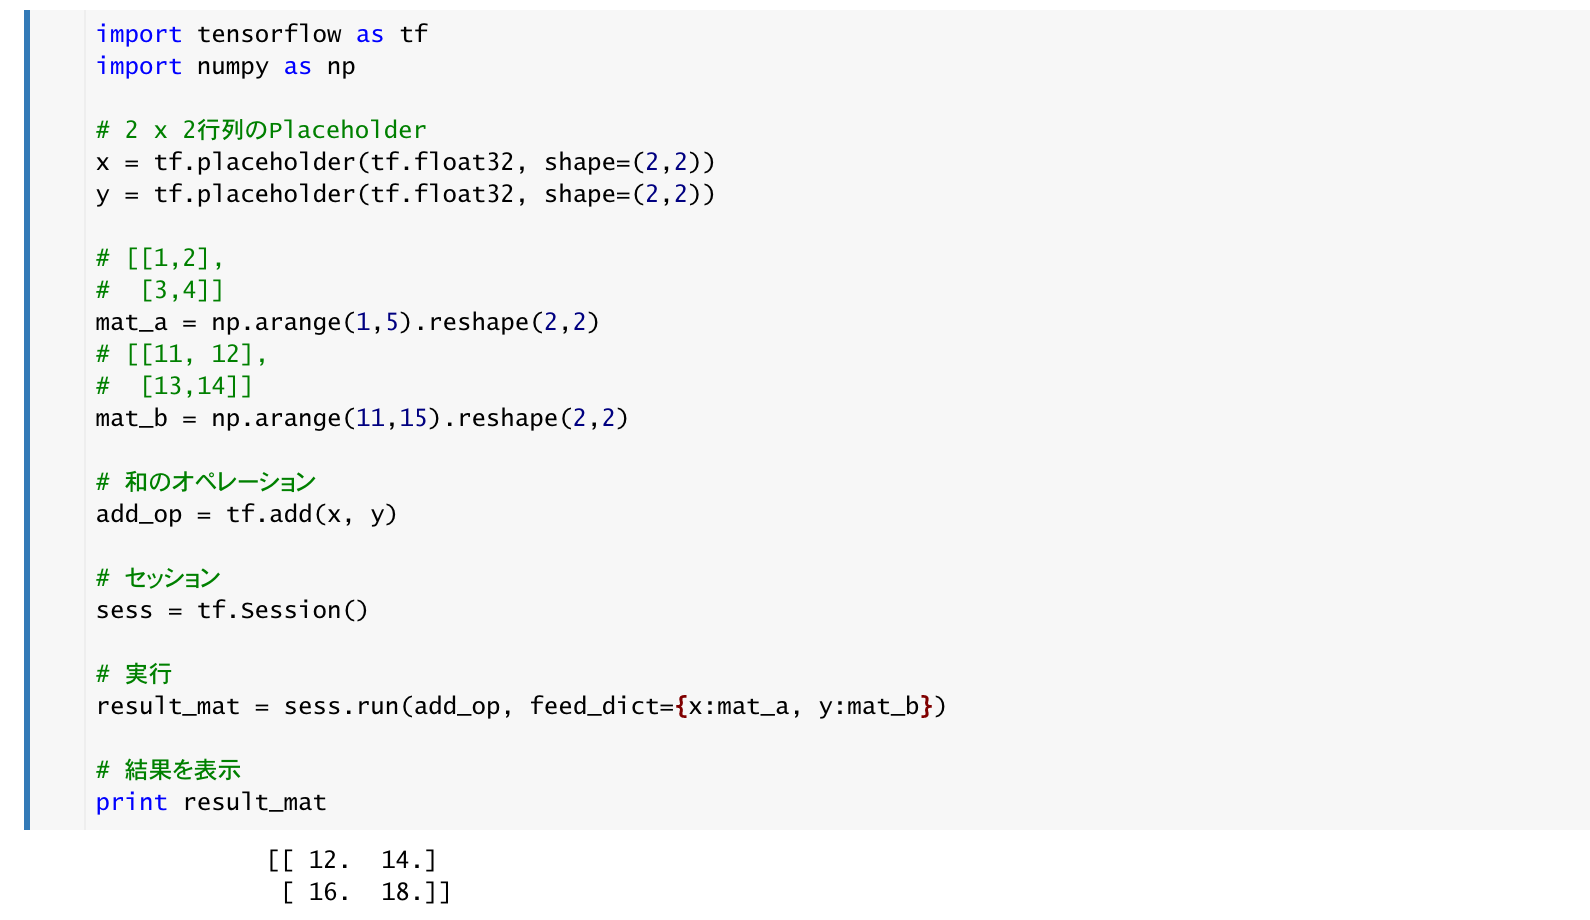 import tensorflow as tf
import numpy as np
# 2 x 2行列のPlaceholder
x = tf.placeholder(tf.float32, shape=(2,2))
y = tf.placeholder(tf.float32, shape=(2,2))
# [[1,2],
#  [3,4]]
mat_a = np.arange(1,5).reshape(2,2)
# [[11, 12],
#  [13,14]]
mat_b = np.arange(11,15).reshape(2,2)
# 和のオペレーション
add_op = tf.add(x, y)
# セッション
sess = tf.Session()
# 実行
result_mat = sess.run(add_op, feed_dict={x:mat_a, y:mat_b})
# 結果を表示
print result_mat
[[ 12.  14.]
 [ 16.  18.]]